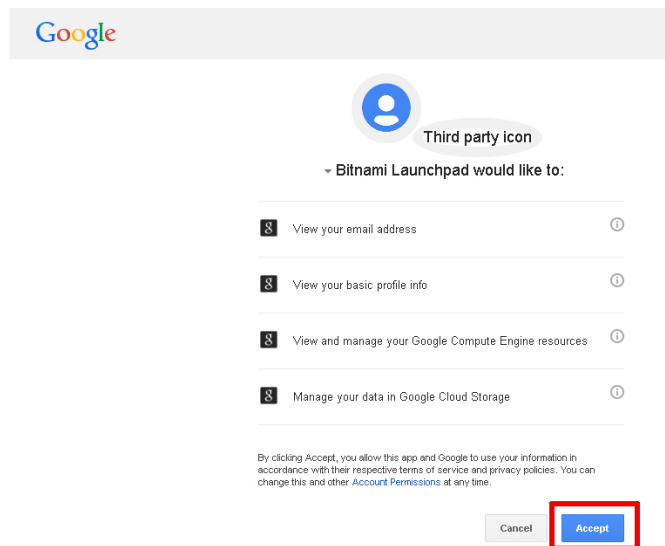 Google
Third party icon
Bitnami Launchpad would like to:
View your email address
View your basic profile info
View and manage your Google Compute Engine resources
Manage your data in Google Cloud Storage
By clicking Accept, you allow this app and Google to use your information in
accordance with their respective terms of service and privacy policies. You can
change this and other Account Permissions at any time.
Cancel
Accept